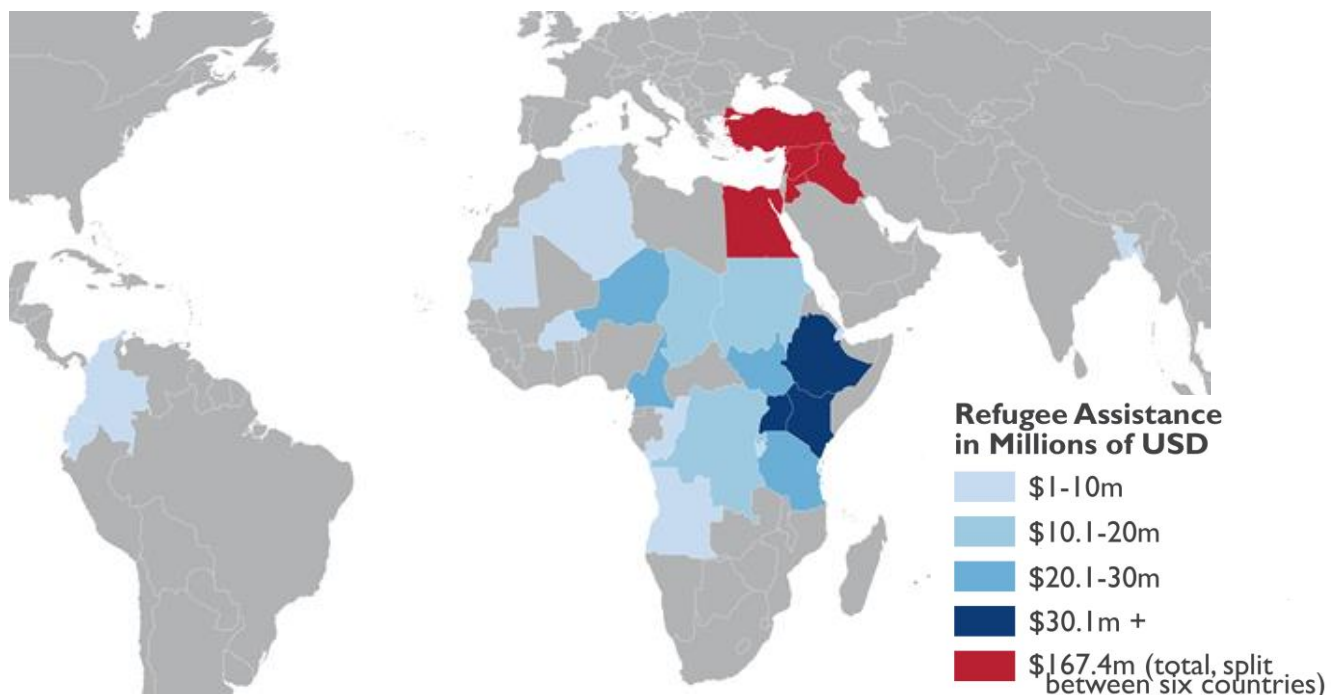 Refugee Assistance
in Millions of USD
$1-10m
$10.1-20m
$20.1-30m
$30.1m +
$167.4m (total, split
between six countries)